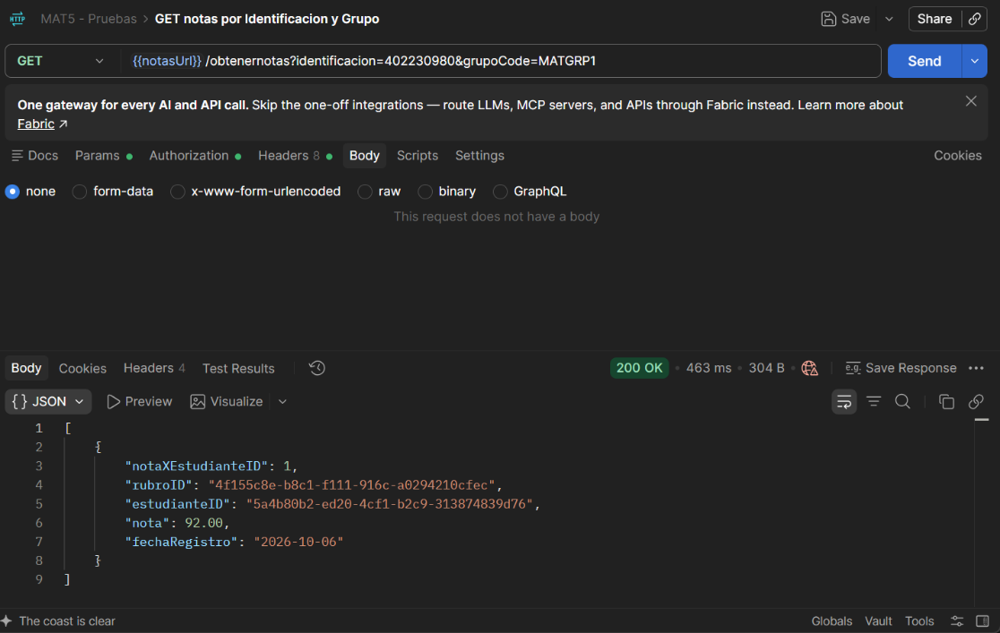 HTTP MAT5 - Pruebas > GET notas por Identificacion y Grupo Save Share
GET {{notasUrl}} /obtenernotas?identificacion=402230980&grupoCode=MATGRP1 Send
One gateway for every AI and API call. Skip the one-off integrations — route LLMs, MCP servers, and APIs through Fabric instead. Learn more about
Fabric ↗
Docs Params Authorization Headers 8 Body Scripts Settings Cookies
none form-data x-www-form-urlencoded raw binary GraphQL
This request does not have a body
Body Cookies Headers 4 Test Results 200 OK • 463 ms • 304 B • e.g. Save Response
{} JSON Preview Visualize
1 [
2 {
3 "notaXEstudianteID": 1,
4 "rubroID": "4f155c8e-b8c1-f111-916c-a0294210cfec",
5 "estudianteID": "5a4b80b2-ed20-4cf1-b2c9-313874839d76",
6 "nota": 92.00,
7 "fechaRegistro": "2026-10-06"
8 }
9 ]
The coast is clear Globals Vault Tools